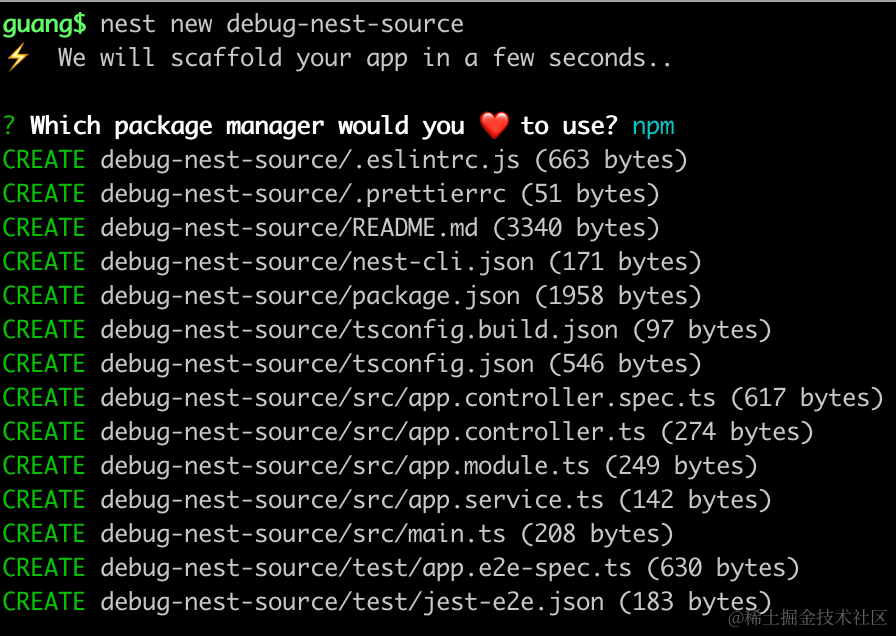 guang$ nest new debug-nest-source
⚡ We will scaffold your app in a few seconds..
? Which package manager would you ❤️ to use? npm
CREATE debug-nest-source/.eslintrc.js (663 bytes)
CREATE debug-nest-source/.prettierrc (51 bytes)
CREATE debug-nest-source/README.md (3340 bytes)
CREATE debug-nest-source/nest-cli.json (171 bytes)
CREATE debug-nest-source/package.json (1958 bytes)
CREATE debug-nest-source/tsconfig.build.json (97 bytes)
CREATE debug-nest-source/tsconfig.json (546 bytes)
CREATE debug-nest-source/src/app.controller.spec.ts (617 bytes)
CREATE debug-nest-source/src/app.controller.ts (274 bytes)
CREATE debug-nest-source/src/app.module.ts (249 bytes)
CREATE debug-nest-source/src/app.service.ts (142 bytes)
CREATE debug-nest-source/src/main.ts (208 bytes)
CREATE debug-nest-source/test/app.e2e-spec.ts (630 bytes)
CREATE debug-nest-source/test/jest-e2e.json (183 bytes)
@稀土掘金技术社区